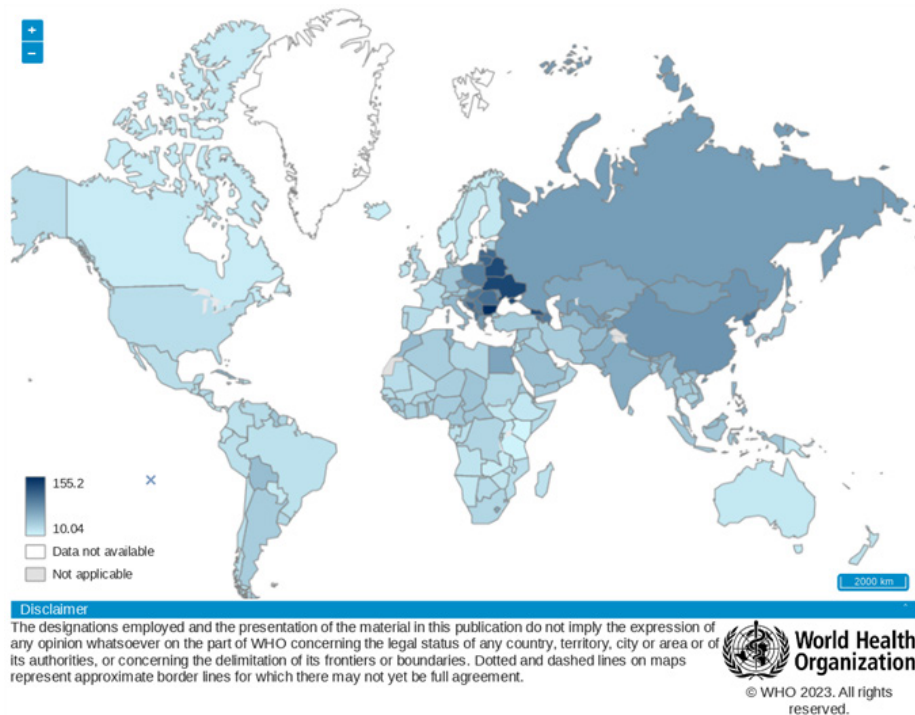 +
−
155.2
10.04
Data not available
Not applicable
2000 km
Disclaimer
The designations employed and the presentation of the material in this publication do not imply the expression of
any opinion whatsoever on the part of WHO concerning the legal status of any country, territory, city or area or of
its authorities, or concerning the delimitation of its frontiers or boundaries. Dotted and dashed lines on maps
represent approximate border lines for which there may not yet be full agreement.
World Health
Organization
© WHO 2023. All rights
reserved.